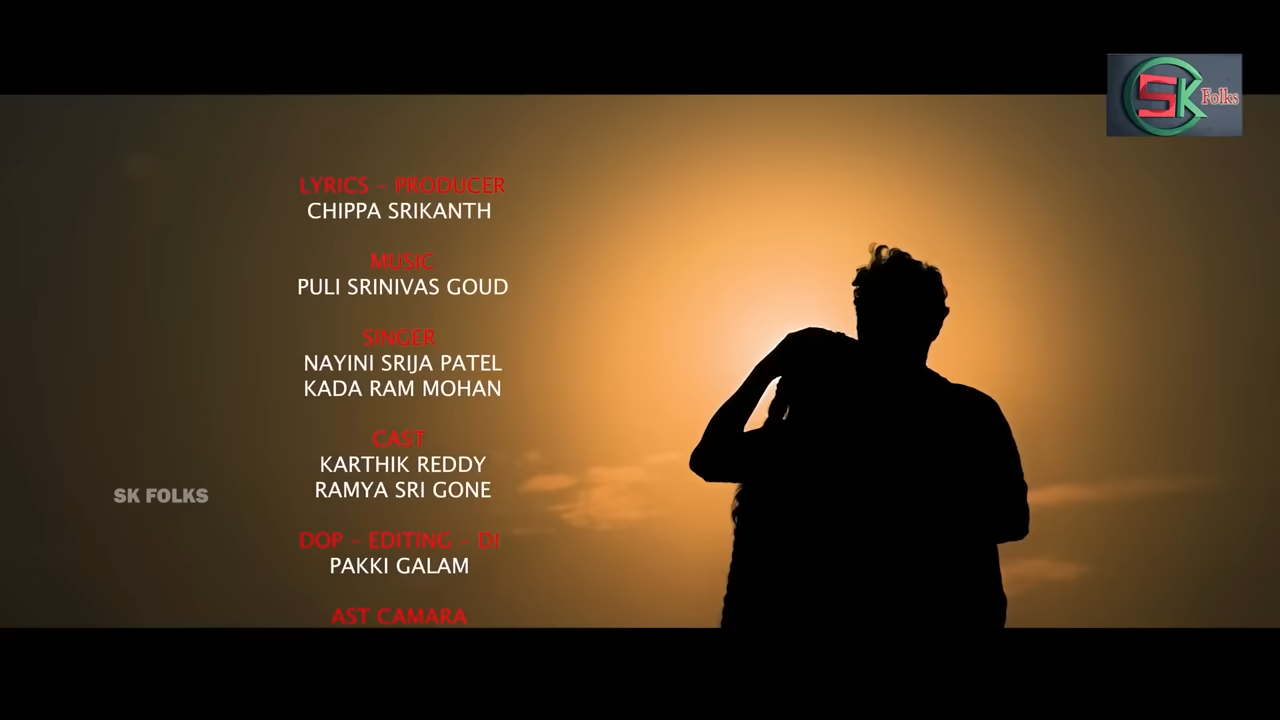 SK Folks
LYRICS - PRODUCER
CHIPPA SRIKANTH
MUSIC
PULI SRINIVAS GOUD
SINGER
NAYINI SRIJA PATEL
KADA RAM MOHAN
CAST
KARTHIK REDDY
RAMYA SRI GONE
SK FOLKS
DOP - EDITING - DI
PAKKI GALAM
AST CAMARA